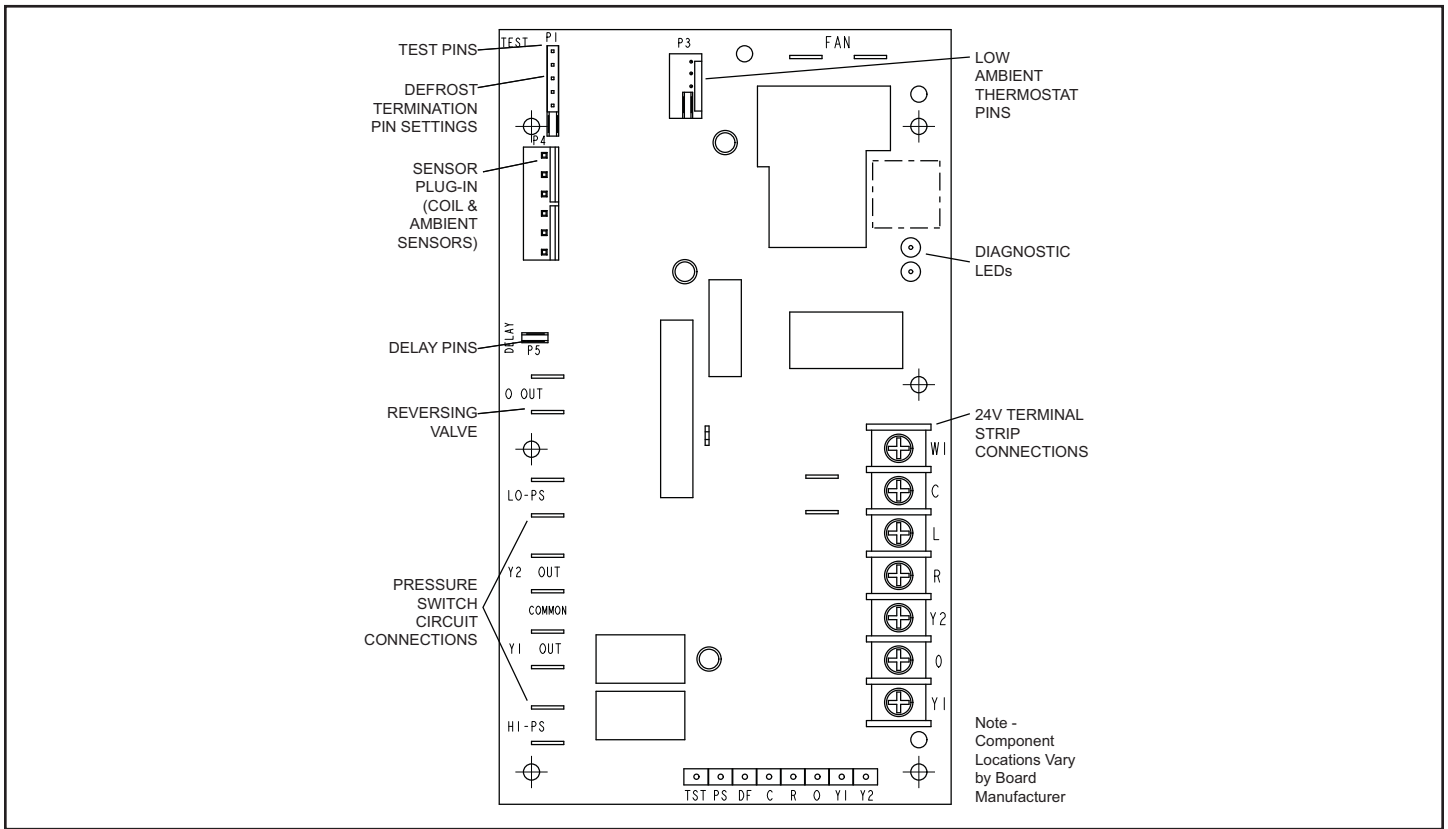 TEST PINS
DEFROST
TERMINATION
PIN SETTINGS
SENSOR
PLUG-IN
(COIL &
AMBIENT
SENSORS)
DELAY PINS
REVERSING
VALVE
PRESSURE
SWITCH
CIRCUIT
CONNECTIONS
TEST
P1
P4
DELAY
P5
O OUT
LO-PS
Y2 OUT
COMMON
Y1 OUT
HI-PS
P3
FAN
LOW
AMBIENT
THERMOSTAT
PINS
DIAGNOSTIC
LEDs
24V TERMINAL
STRIP
CONNECTIONS
W1
C
L
R
Y2
O
Y1
TST PS DF C R O Y1 Y2
Note -
Component
Locations Vary
by Board
Manufacturer